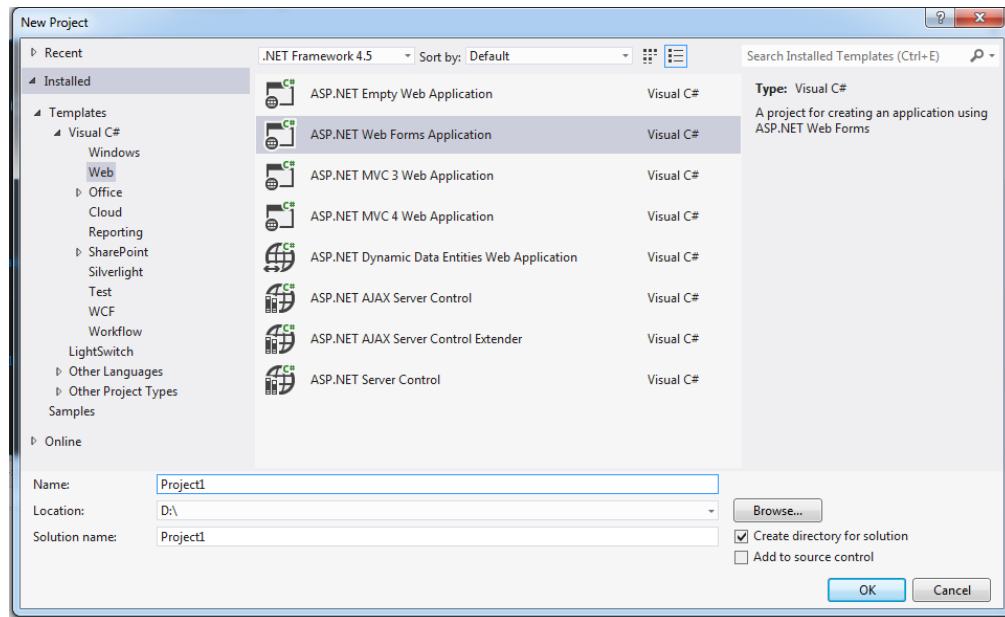 New Project
Recent
.NET Framework 4.5 Sort by: Default
Search Installed Templates (Ctrl+E)
Installed
Templates
Visual C#
Windows
Web
Office
Cloud
Reporting
SharePoint
Silverlight
Test
WCF
Workflow
LightSwitch
Other Languages
Other Project Types
Samples
Online
ASP.NET Empty Web Application Visual C#
ASP.NET Web Forms Application Visual C#
ASP.NET MVC 3 Web Application Visual C#
ASP.NET MVC 4 Web Application Visual C#
ASP.NET Dynamic Data Entities Web Application Visual C#
ASP.NET AJAX Server Control Visual C#
ASP.NET AJAX Server Control Extender Visual C#
ASP.NET Server Control Visual C#
Type: Visual C#
A project for creating an application using
ASP.NET Web Forms
Name: Project1
Location: D:\
Browse...
Solution name: Project1
Create directory for solution
Add to source control
OK Cancel